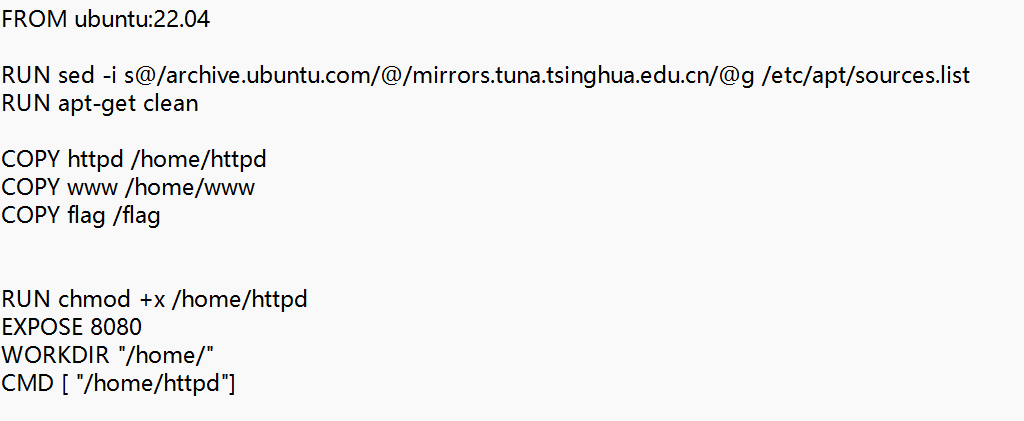 FROM ubuntu:22.04
RUN sed -i s@/archive.ubuntu.com/@/mirrors.tuna.tsinghua.edu.cn/@g /etc/apt/sources.list
RUN apt-get clean
COPY httpd /home/httpd
COPY www /home/www
COPY flag /flag
RUN chmod +x /home/httpd
EXPOSE 8080
WORKDIR "/home/"
CMD [ "/home/httpd"]